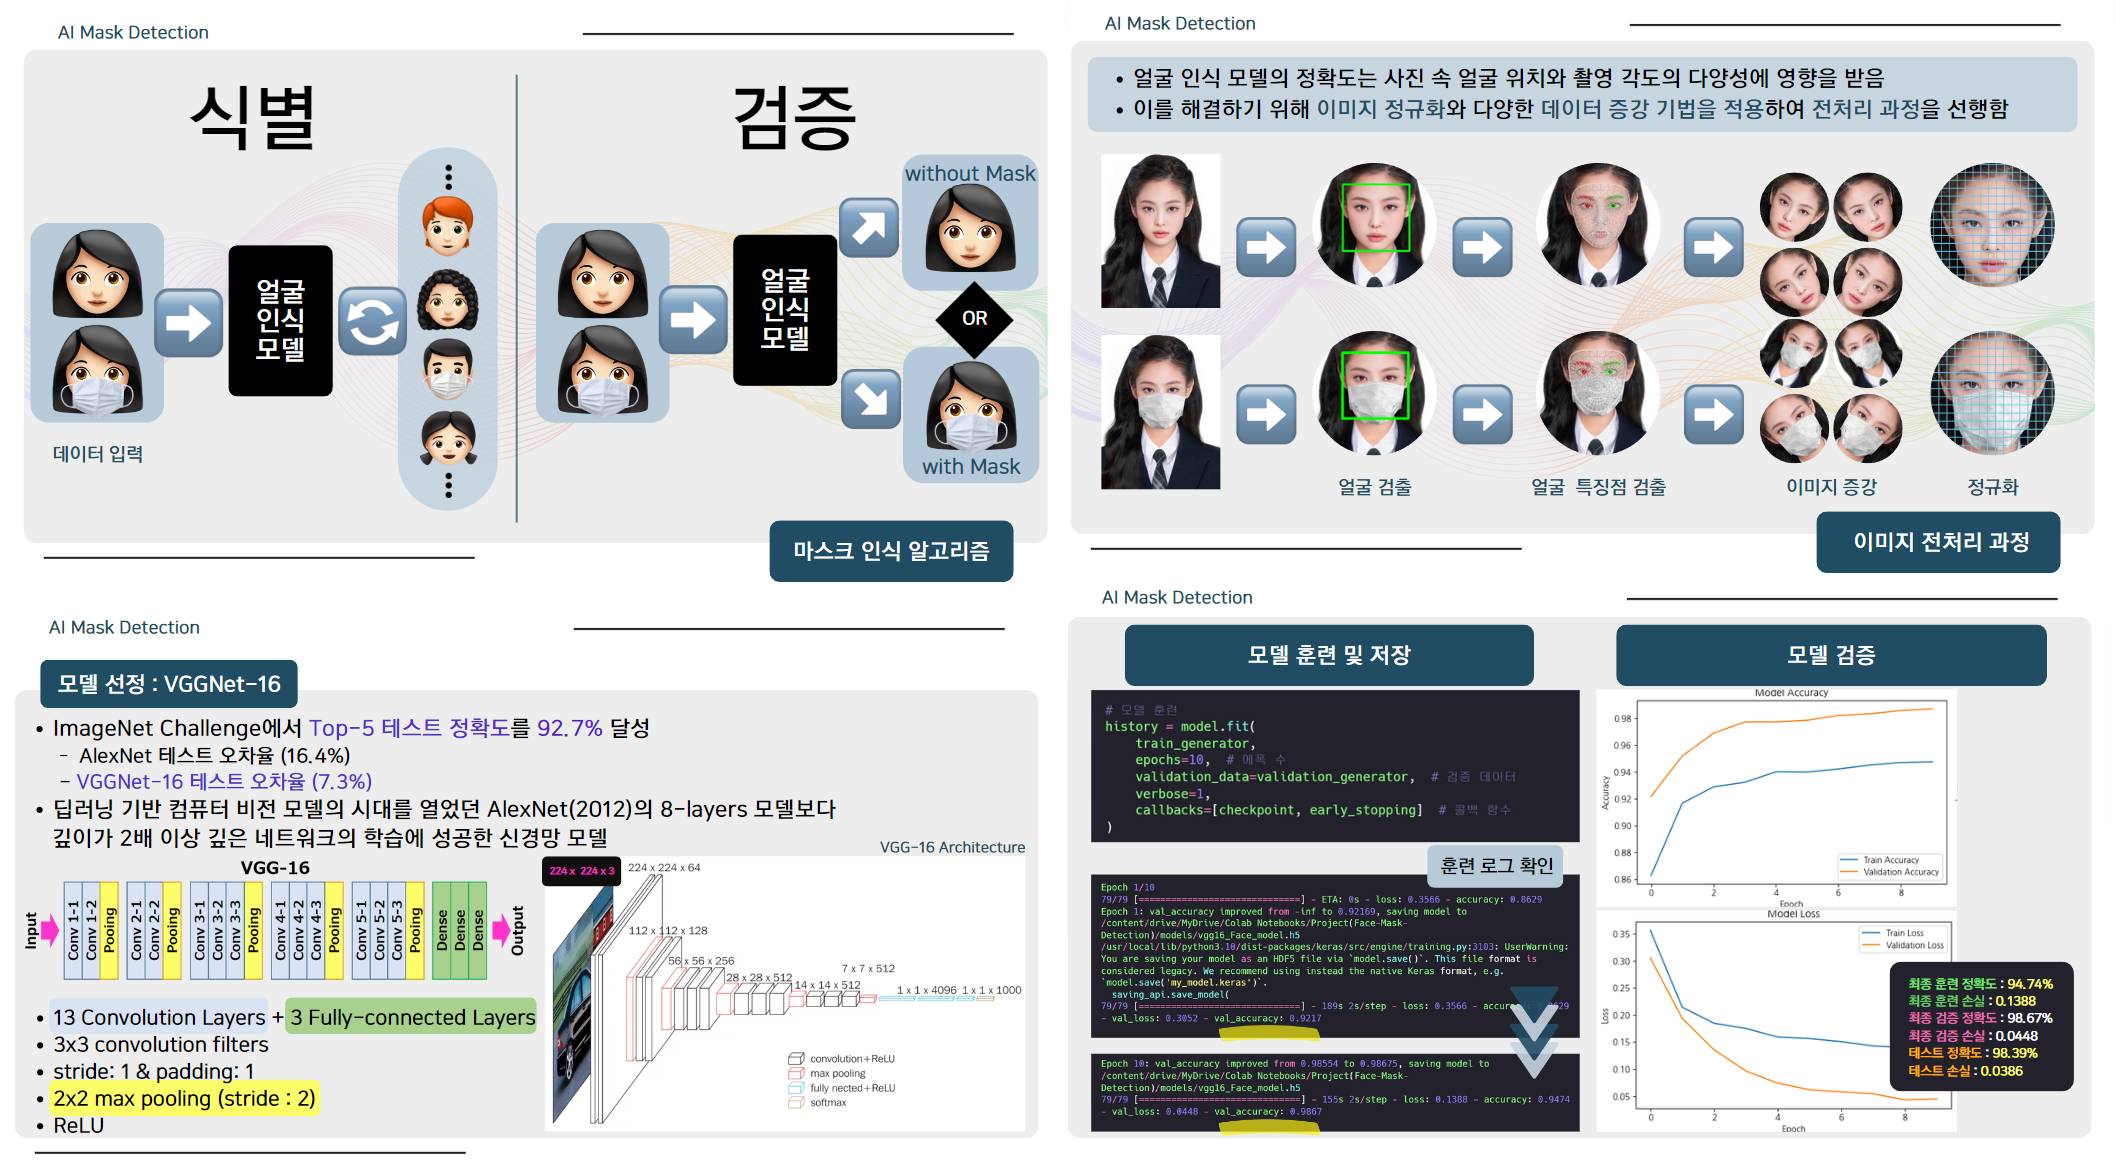 AI Mask Detection
식별
검증
데이터 입력
얼굴
인식
모델
얼굴
인식
모델
without Mask
OR
with Mask
마스크 인식 알고리즘
AI Mask Detection
• 얼굴 인식 모델의 정확도는 사진 속 얼굴 위치와 촬영 각도의 다양성에 영향을 받음
• 이를 해결하기 위해 이미지 정규화와 다양한 데이터 증강 기법을 적용하여 전처리 과정을 선행함
얼굴 검출
얼굴 특징점 검출
이미지 증강
정규화
이미지 전처리 과정
AI Mask Detection
모델 선정 : VGGNet-16
• ImageNet Challenge에서 Top-5 테스트 정확도를 92.7% 달성
- AlexNet 테스트 오차율 (16.4%)
- VGGNet-16 테스트 오차율 (7.3%)
• 딥러닝 기반 컴퓨터 비전 모델의 시대를 열었던 AlexNet(2012)의 8-layers 모델보다
깊이가 2배 이상 깊은 네트워크의 학습에 성공한 신경망 모델
VGG-16
Input
Conv 1-1
Conv 1-2
Pooing
Conv 2-1
Conv 2-2
Pooing
Conv 3-1
Conv 3-2
Conv 3-3
Pooing
Conv 4-1
Conv 4-2
Conv 4-3
Pooing
Conv 5-1
Conv 5-2
Conv 5-3
Pooing
Dense
Dense
Dense
Output
• 13 Convolution Layers + 3 Fully-connected Layers
• 3x3 convolution filters
• stride: 1 & padding: 1
• 2x2 max pooling (stride : 2)
• ReLU
VGG-16 Architecture
224 x 224 x 3
224 x 224 x 64
112 x 112 x 128
56 x 56 x 256
28 x 28 x 512
14 x 14 x 512
7 x 7 x 512
1 x 1 x 4096
1 x 1 x 1000
convolution+ReLU
max pooling
fully nected+ReLU
softmax
AI Mask Detection
모델 훈련 및 저장
# 모델 훈련
history = model.fit(
train_generator,
epochs=10, # 에폭 수
validation_data=validation_generator, # 검증 데이터
verbose=1,
callbacks=[checkpoint, early_stopping] # 콜백 함수
)
훈련 로그 확인
Epoch 1/10
79/79 [==============================] - ETA: 0s - loss: 0.3566 - accuracy: 0.8629
Epoch 1: val_accuracy improved from -inf to 0.92169, saving model to
/content/drive/MyDrive/Colab Notebooks/Project(Face-Mask-
Detection)/models/vgg16_Face_model.h5
/usr/local/lib/python3.10/dist-packages/keras/src/engine/training.py:3103: UserWarning:
You are saving your model as an HDF5 file via `model.save()`. This file format is
considered legacy. We recommend using instead the native Keras format, e.g.
`model.save('my_model.keras')`.
saving_api.save_model(
79/79 [==============================] - 189s 2s/step - loss: 0.3566 - accuracy: 0.8629
- val_loss: 0.3052 - val_accuracy: 0.9217
Epoch 10: val_accuracy improved from 0.98554 to 0.98675, saving model to
/content/drive/MyDrive/Colab Notebooks/Project(Face-Mask-
Detection)/models/vgg16_Face_model.h5
79/79 [==============================] - 155s 2s/step - loss: 0.1388 - accuracy: 0.9474
- val_loss: 0.0448 - val_accuracy: 0.9867
모델 검증
Model Accuracy
Accuracy
0.98
0.96
0.94
0.92
0.90
0.88
0.86
0 2 4 6 8
Epoch
Train Accuracy
Validation Accuracy
Model Loss
Loss
0.35
0.30
0.25
0.20
0.15
0.10
0.05
0 2 4 6 8
Epoch
Train Loss
Validation Loss
최종 훈련 정확도 : 94.74%
최종 훈련 손실 : 0.1388
최종 검증 정확도 : 98.67%
최종 검증 손실 : 0.0448
테스트 정확도 : 98.39%
테스트 손실 : 0.0386